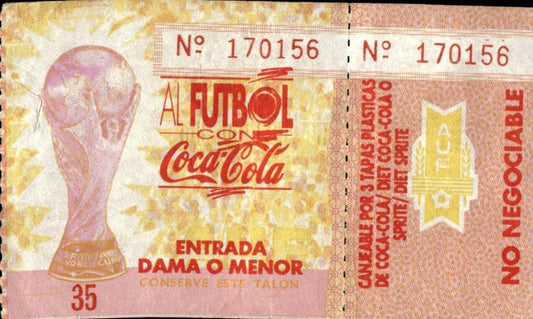 Nº 170156
AL FUTBOL
CON
Coca-Cola
ENTRADA
DAMA O MENOR
CONSERVE ESTE TALON
35
Nº 170156
CANJEABLE POR 3 TAPAS PLASTICAS
DE COCA-COLA/ DIET COCA-COLA O
SPRITE/ DIET SPRITE
AUF
NO NEGOCIABLE